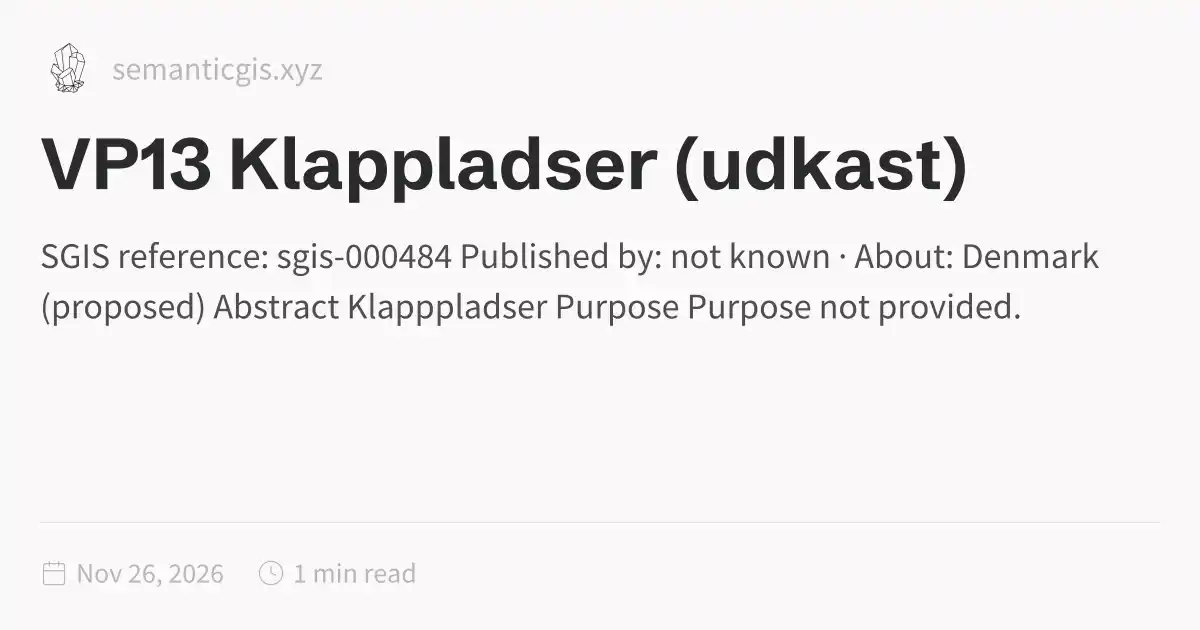 semanticgis.xyz
VP13 Klappladser (udkast)
SGIS reference: sgis-000484 Published by: not known · About: Denmark
(proposed) Abstract Klapppladser Purpose Purpose not provided.
Nov 26, 2026 1 min read